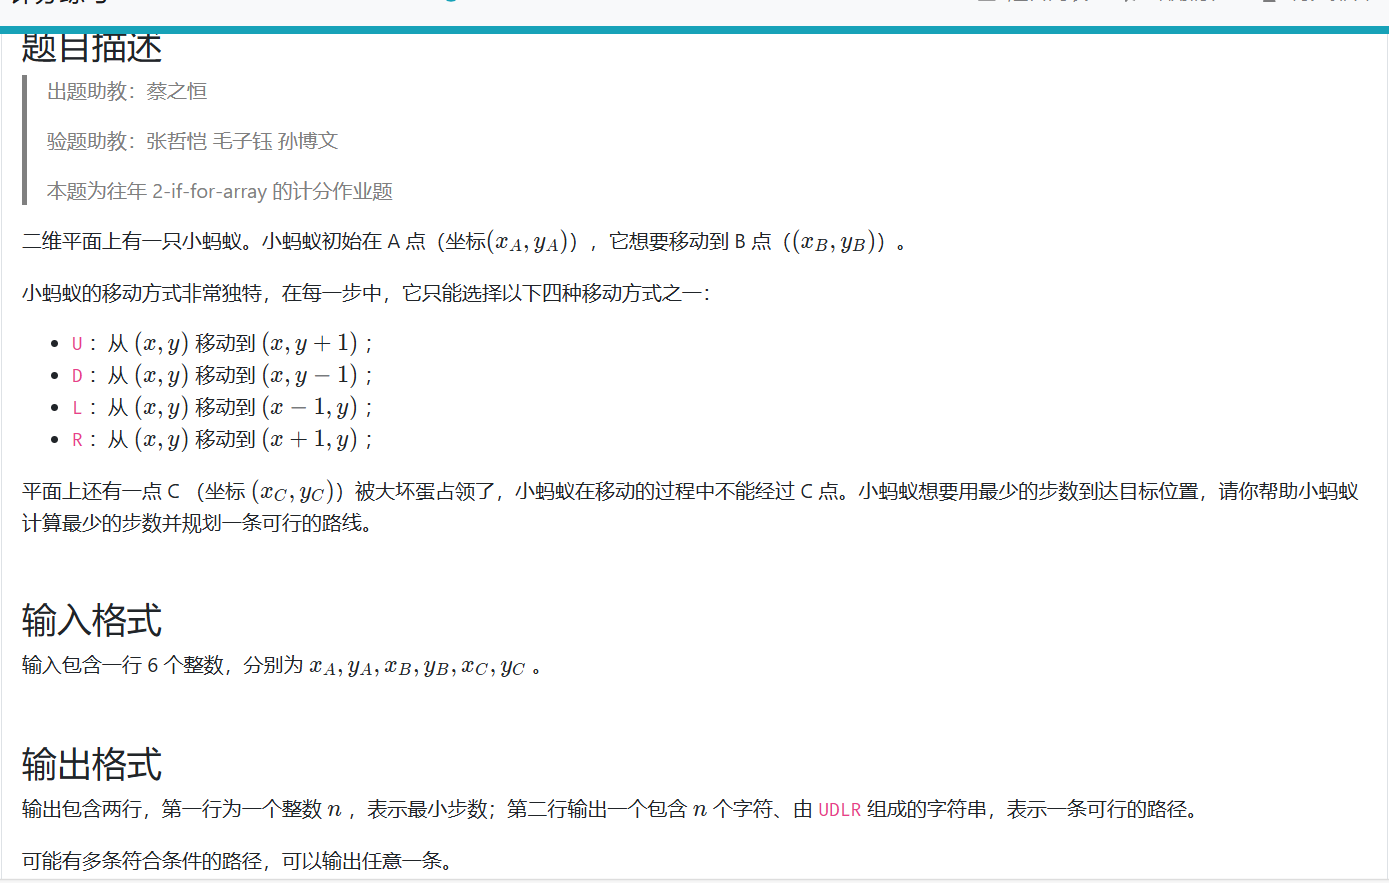 题目描述
出题助教：蔡之恒
验题助教：张哲恺 毛子钰 孙博文
本题为往年 2-if-for-array 的计分作业题
二维平面上有一只小蚂蚁。小蚂蚁初始在 A 点（坐标(x_A, y_A)），它想要移动到 B 点（(x_B, y_B)）。
小蚂蚁的移动方式非常独特，在每一步中，它只能选择以下四种移动方式之一：
• U：从 (x, y) 移动到 (x, y + 1)；
• D：从 (x, y) 移动到 (x, y − 1)；
• L：从 (x, y) 移动到 (x − 1, y)；
• R：从 (x, y) 移动到 (x + 1, y)；
平面上还有一点 C （坐标 (x_C, y_C)）被大坏蛋占领了，小蚂蚁在移动的过程中不能经过 C 点。小蚂蚁想要用最少的步数到达目标位置，请你帮助小蚂蚁
计算最少的步数并规划一条可行的路线。
输入格式
输入包含一行 6 个整数，分别为 x_A, y_A, x_B, y_B, x_C, y_C 。
输出格式
输出包含两行，第一行为一个整数 n ，表示最小步数；第二行输出一个包含 n 个字符、由 UDLR 组成的字符串，表示一条可行的路径。
可能有多条符合条件的路径，可以输出任意一条。